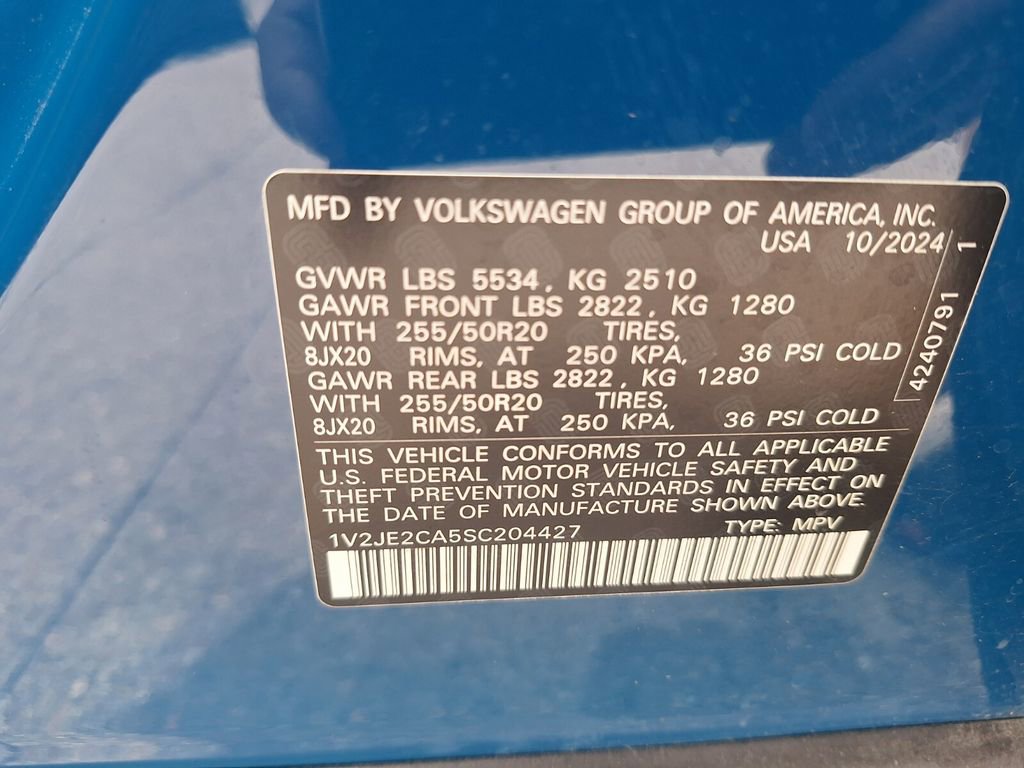 MFD BY VOLKSWAGEN GROUP OF AMERICA, INC.
USA 10/2024
GVWR LBS 5534, KG 2510
GAWR FRONT LBS 2822, KG 1280
WITH 255/50R20 TIRES,
8JX20 RIMS, AT 250 KPA, 36 PSI COLD
GAWR REAR LBS 2822, KG 1280
WITH 255/50R20 TIRES,
8JX20 RIMS, AT 250 KPA, 36 PSI COLD
THIS VEHICLE CONFORMS TO ALL APPLICABLE
U.S. FEDERAL MOTOR VEHICLE SAFETY AND
THEFT PREVENTION STANDARDS IN EFFECT ON
THE DATE OF MANUFACTURE SHOWN ABOVE.
1V2JE2CA5SC204427 TYPE: MPV
4240791 1